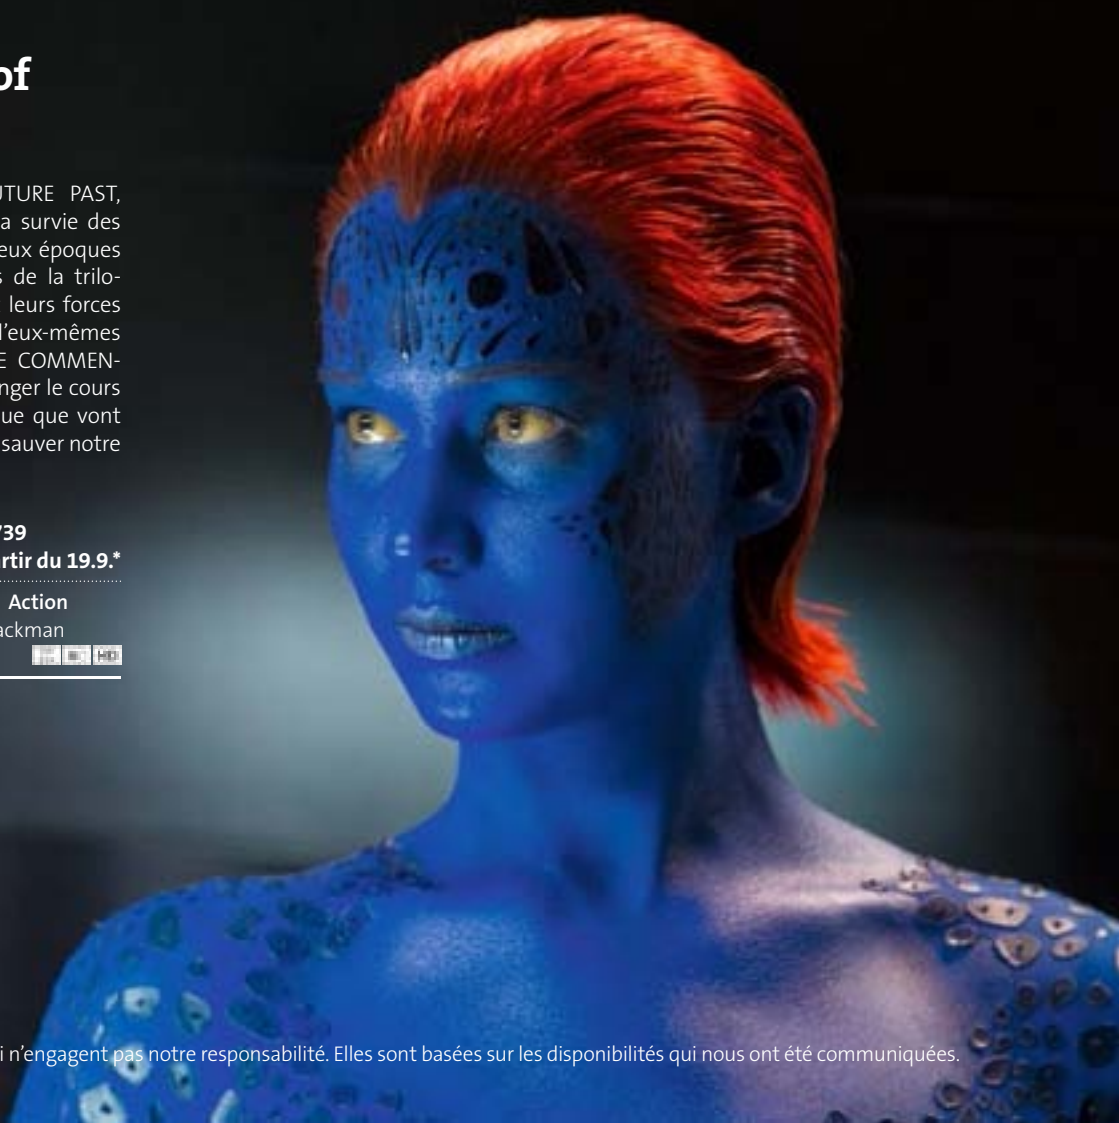 of
UTURE PAST,
a survie des
eux époques
s de la trilo-
leurs forces
d'eux-mêmes
E COMMEN-
nger le cours
ue que vont
sauver notre
739
artir du 19.9.*
Action
ackman
HD
i n'engagent pas notre responsabilité. Elles sont basées sur les disponibilités qui nous ont été communiquées.